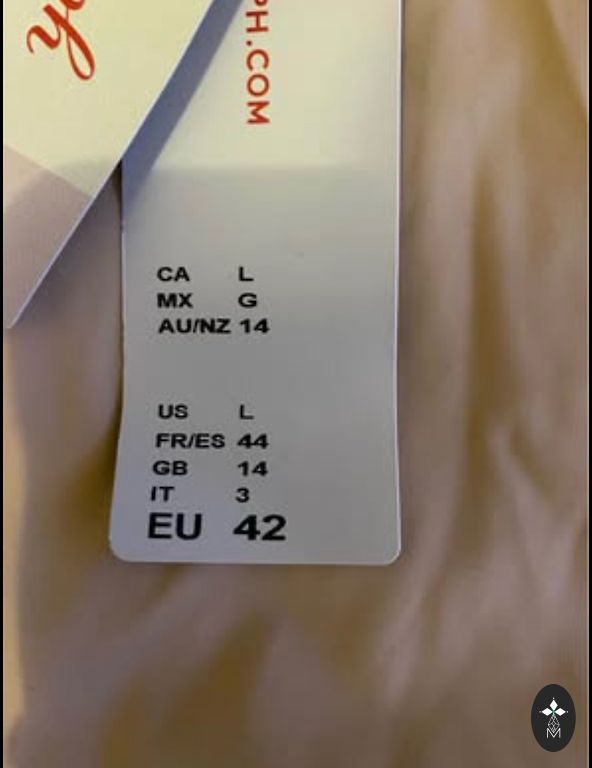 PH.COM
CA L
MX G
AU/NZ 14
US L
FR/ES 44
GB 14
IT 3
EU 42